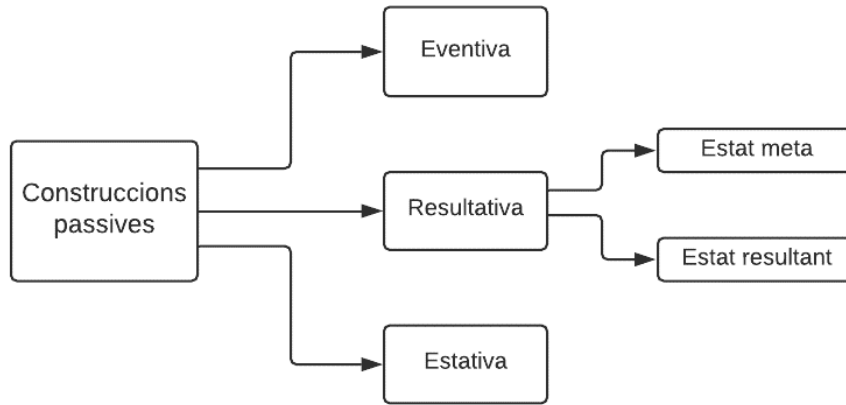 Construccions
passives
Eventiva
Resultativa
Estativa
Estat meta
Estat resultant